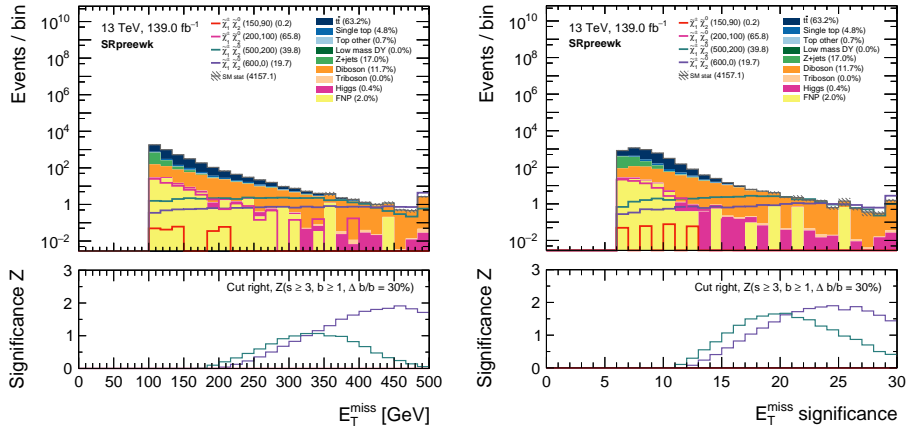 13 TeV, 139.0 fb⁻¹
SRpreewk
χ̃₁± χ̃₂⁰ (150,90) (0.2)
χ̃₁± χ̃₂⁰ (200,100) (65.8)
χ̃₁± χ̃₂⁰ (500,200) (39.8)
χ̃₁± χ̃₂⁰ (600,0) (19.7)
SM stat (4157.1)
tt̄ (63.2%)
Single top (4.8%)
Top other (0.7%)
Low mass DY (0.0%)
Z+jets (17.0%)
Diboson (11.7%)
Triboson (0.0%)
Higgs (0.4%)
FNP (2.0%)
Events / bin
10¹⁰
10⁸
10⁶
10⁴
10²
1
10⁻²
Cut right, Z(s ≥ 3, b ≥ 1, Δ b/b = 30%)
Significance Z
3
2
1
0
0 50 100 150 200 250 300 350 400 450 500
E_T^miss [GeV]
13 TeV, 139.0 fb⁻¹
SRpreewk
χ̃₁± χ̃₂⁰ (150,90) (0.2)
χ̃₁± χ̃₂⁰ (200,100) (65.8)
χ̃₁± χ̃₂⁰ (500,200) (39.8)
χ̃₁± χ̃₂⁰ (600,0) (19.7)
SM stat (4157.1)
tt̄ (63.2%)
Single top (4.8%)
Top other (0.7%)
Low mass DY (0.0%)
Z+jets (17.0%)
Diboson (11.7%)
Triboson (0.0%)
Higgs (0.4%)
FNP (2.0%)
Events / bin
10¹⁰
10⁸
10⁶
10⁴
10²
1
10⁻²
Cut right, Z(s ≥ 3, b ≥ 1, Δ b/b = 30%)
Significance Z
3
2
1
0
0 5 10 15 20 25 30
E_T^miss significance